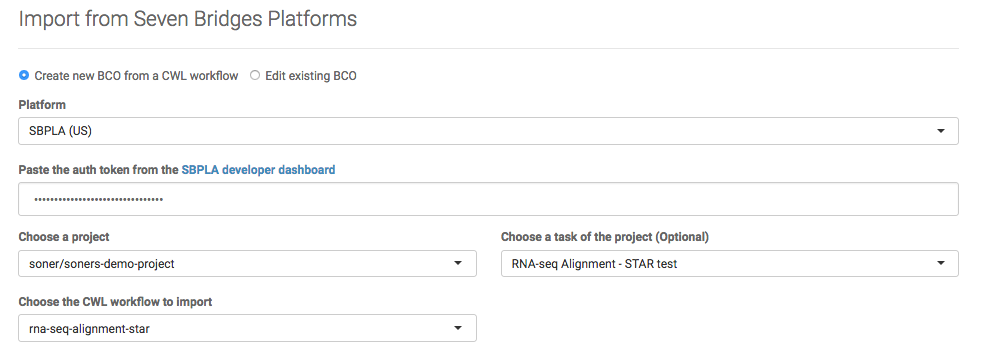 Import from Seven Bridges Platforms
Create new BCO from a CWL workflow Edit existing BCO
Platform
SBPLA (US)
Paste the auth token from the SBPLA developer dashboard
••••••••••••••••••••••••••••••••
Choose a project Choose a task of the project (Optional)
soner/soners-demo-project RNA-seq Alignment - STAR test
Choose the CWL workflow to import
rna-seq-alignment-star